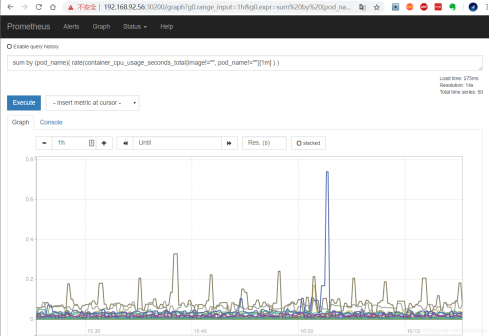 不安全 | 192.168.92.56:30200/graph?g0.range_input=1h&g0.expr=sum%20by%20(pod_na...
Prometheus Alerts Graph Status Help
Enable query history
sum by (pod_name)( rate(container_cpu_usage_seconds_total{image!="", pod_name!=""}[1m] ) )
Load time: 275ms
Resolution: 14s
Total time series: 50
Execute - insert metric at cursor -
Graph Console
- 1h + Until Res. (s) stacked
0.8
0.6
0.4
0.2
0
15:30 15:45 16:00 16:15